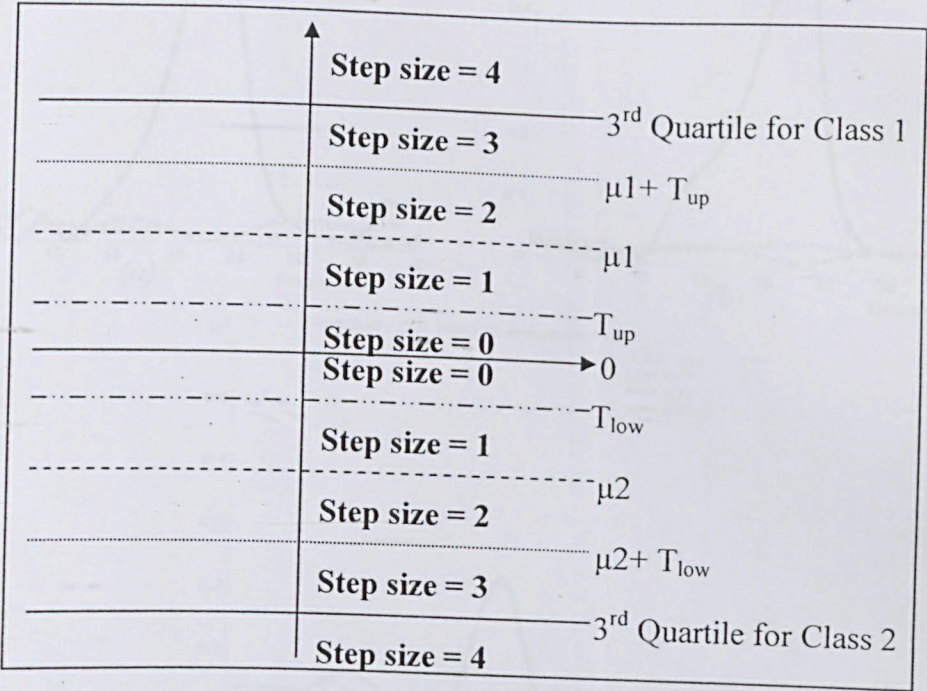 Step size = 4
3rd Quartile for Class 1
Step size = 3
μ1+ Tup
Step size = 2
μ1
Step size = 1
Tup
Step size = 0
0
Step size = 0
Tlow
Step size = 1
μ2
Step size = 2
μ2+ Tlow
Step size = 3
3rd Quartile for Class 2
Step size = 4